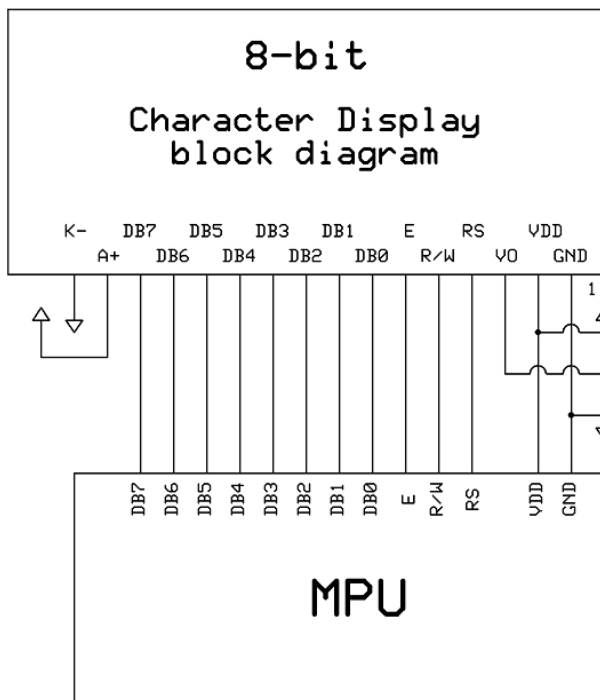 8-bit
Character Display
block diagram
K- DB7 DB5 DB3 DB1 E RS VDD
A+ DB6 DB4 DB2 DB0 R/W VO GND
1
DB7 DB6 DB5 DB4 DB3 DB2 DB1 DB0 E R/W RS VDD GND
MPU